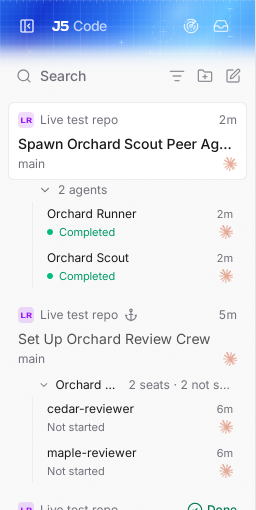 J5 Code
Search
LR Live test repo 2m
Spawn Orchard Scout Peer Ag...
main
2 agents
Orchard Runner 2m
Completed
Orchard Scout 2m
Completed
LR Live test repo 5m
Set Up Orchard Review Crew
main
Orchard ... 2 seats · 2 not s...
cedar-reviewer 6m
Not started
maple-reviewer 6m
Not started
LR Live test repo Done